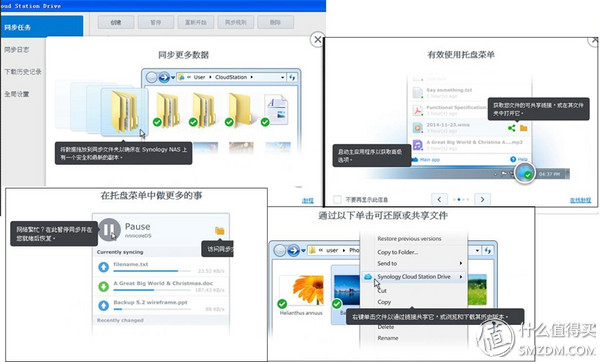 Cloud Station Drive
同步任务
创建
暂停
重新开始
同步规则
删除
同步日志
下载历史记录
全局设置
同步更多数据
User
CloudStation
将数据拖放到同步文件夹以确保在 Synology NAS 上
有一个安全和最新的副本。
教程
有效使用托盘菜单
Say something.txt
Functional Specification
2014-11-23.wma
A Great Big World & Christina A...mp3
获取您文件的可共享链接，或在其文件
夹中打开它。
启动主应用程序以获取高级
选项。
Main app
Help
04:37 PM
不要再显示此信息
在线教程
在托盘菜单中做更多的事
Pause
网络繁忙？在此暂停同步并在
您就绪后恢复。
访问同步文
Currently syncing
filename.txt
22.52 KB/s
A Great Big World & Christmas.doc
187.42 KB/s
Backup 5.2 wireframe.ppt
Recently changed
通过以下单击可还原或共享文件
user
Pho
Helianthus annuus
Restore previous versions
Copy to Folder...
Send to
Synology Cloud Station Drive
Cut
Copy
右键单击文件以通过链接共享它，或浏览和下载其历史版本。
Delete
Rename
值 什么值得买
SMZDM.COM